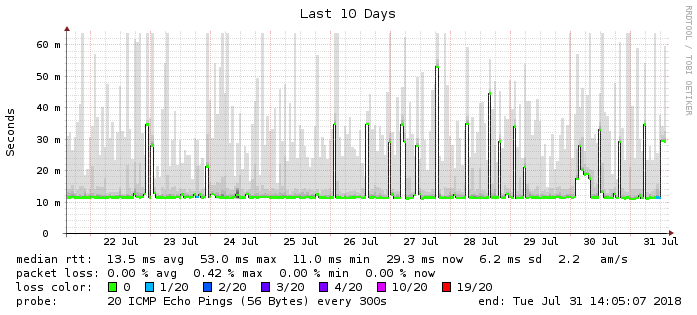 Last 10 Days
RRDTOOL / TOBI OETIKER
Seconds
60 m
50 m
40 m
30 m
20 m
10 m
0
22 Jul 23 Jul 24 Jul 25 Jul 26 Jul 27 Jul 28 Jul 29 Jul 30 Jul 31 Jul
median rtt: 13.5 ms avg 53.0 ms max 11.0 ms min 29.3 ms now 6.2 ms sd 2.2 am/s
packet loss: 0.00 % avg 0.42 % max 0.00 % min 0.00 % now
loss color: 0 1/20 2/20 3/20 4/20 10/20 19/20
probe: 20 ICMP Echo Pings (56 Bytes) every 300s end: Tue Jul 31 14:05:07 2018